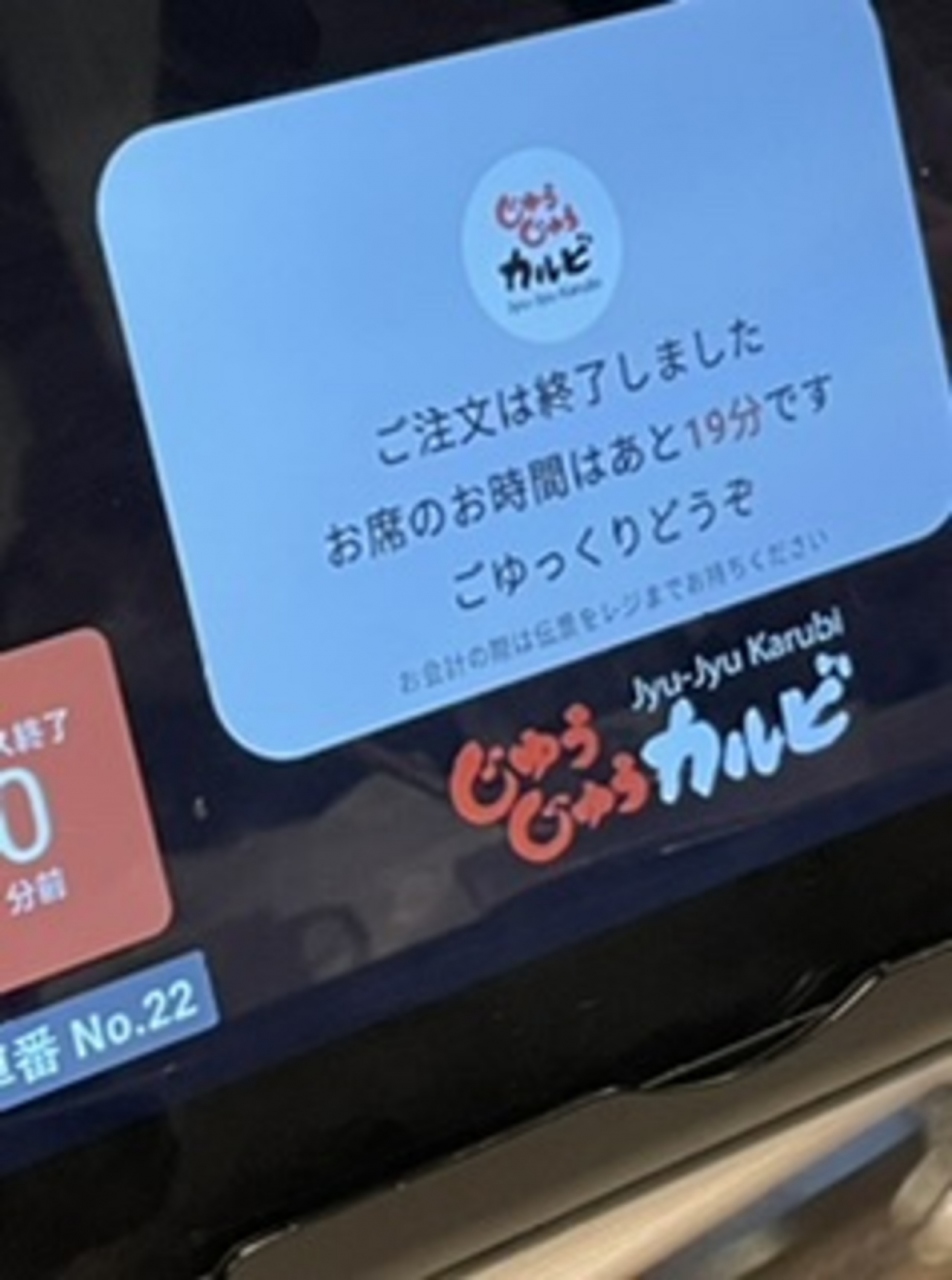 じゅう
じゅう
カルビ
Jyu-Jyu Karubi
ご注文は終了しました
お席のお時間はあと19分です
ごゆっくりどうぞ
お会計の際は伝票をレジまでお持ちください
Jyu-Jyu Karubi
じゅう
じゅうカルビ
終了
0
分前
番 No.22